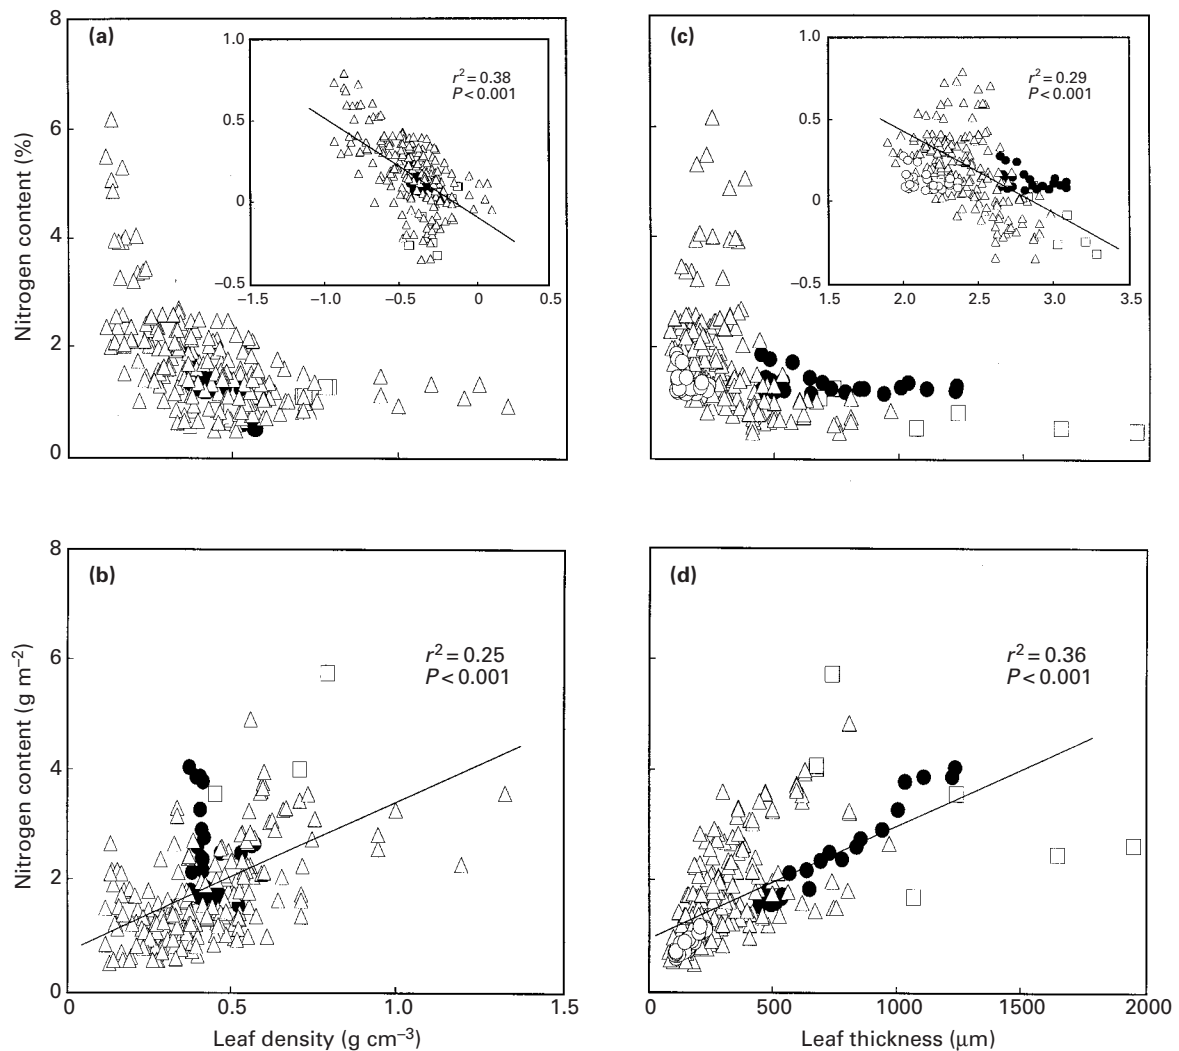 8
(a)
1.0
r² = 0.38
P < 0.001
0.5
0
−0.5
−1.5
−1.0
−0.5
0
0.5
6
4
2
0
Nitrogen content (%)
(c)
1.0
r² = 0.29
P < 0.001
0.5
0
−0.5
1.5
2.0
2.5
3.0
3.5
8
(b)
r² = 0.25
P < 0.001
6
4
2
0
Nitrogen content (g m⁻²)
0
0.5
1.0
1.5
Leaf density (g cm⁻³)
(d)
r² = 0.36
P < 0.001
0
500
1000
1500
2000
Leaf thickness (μm)